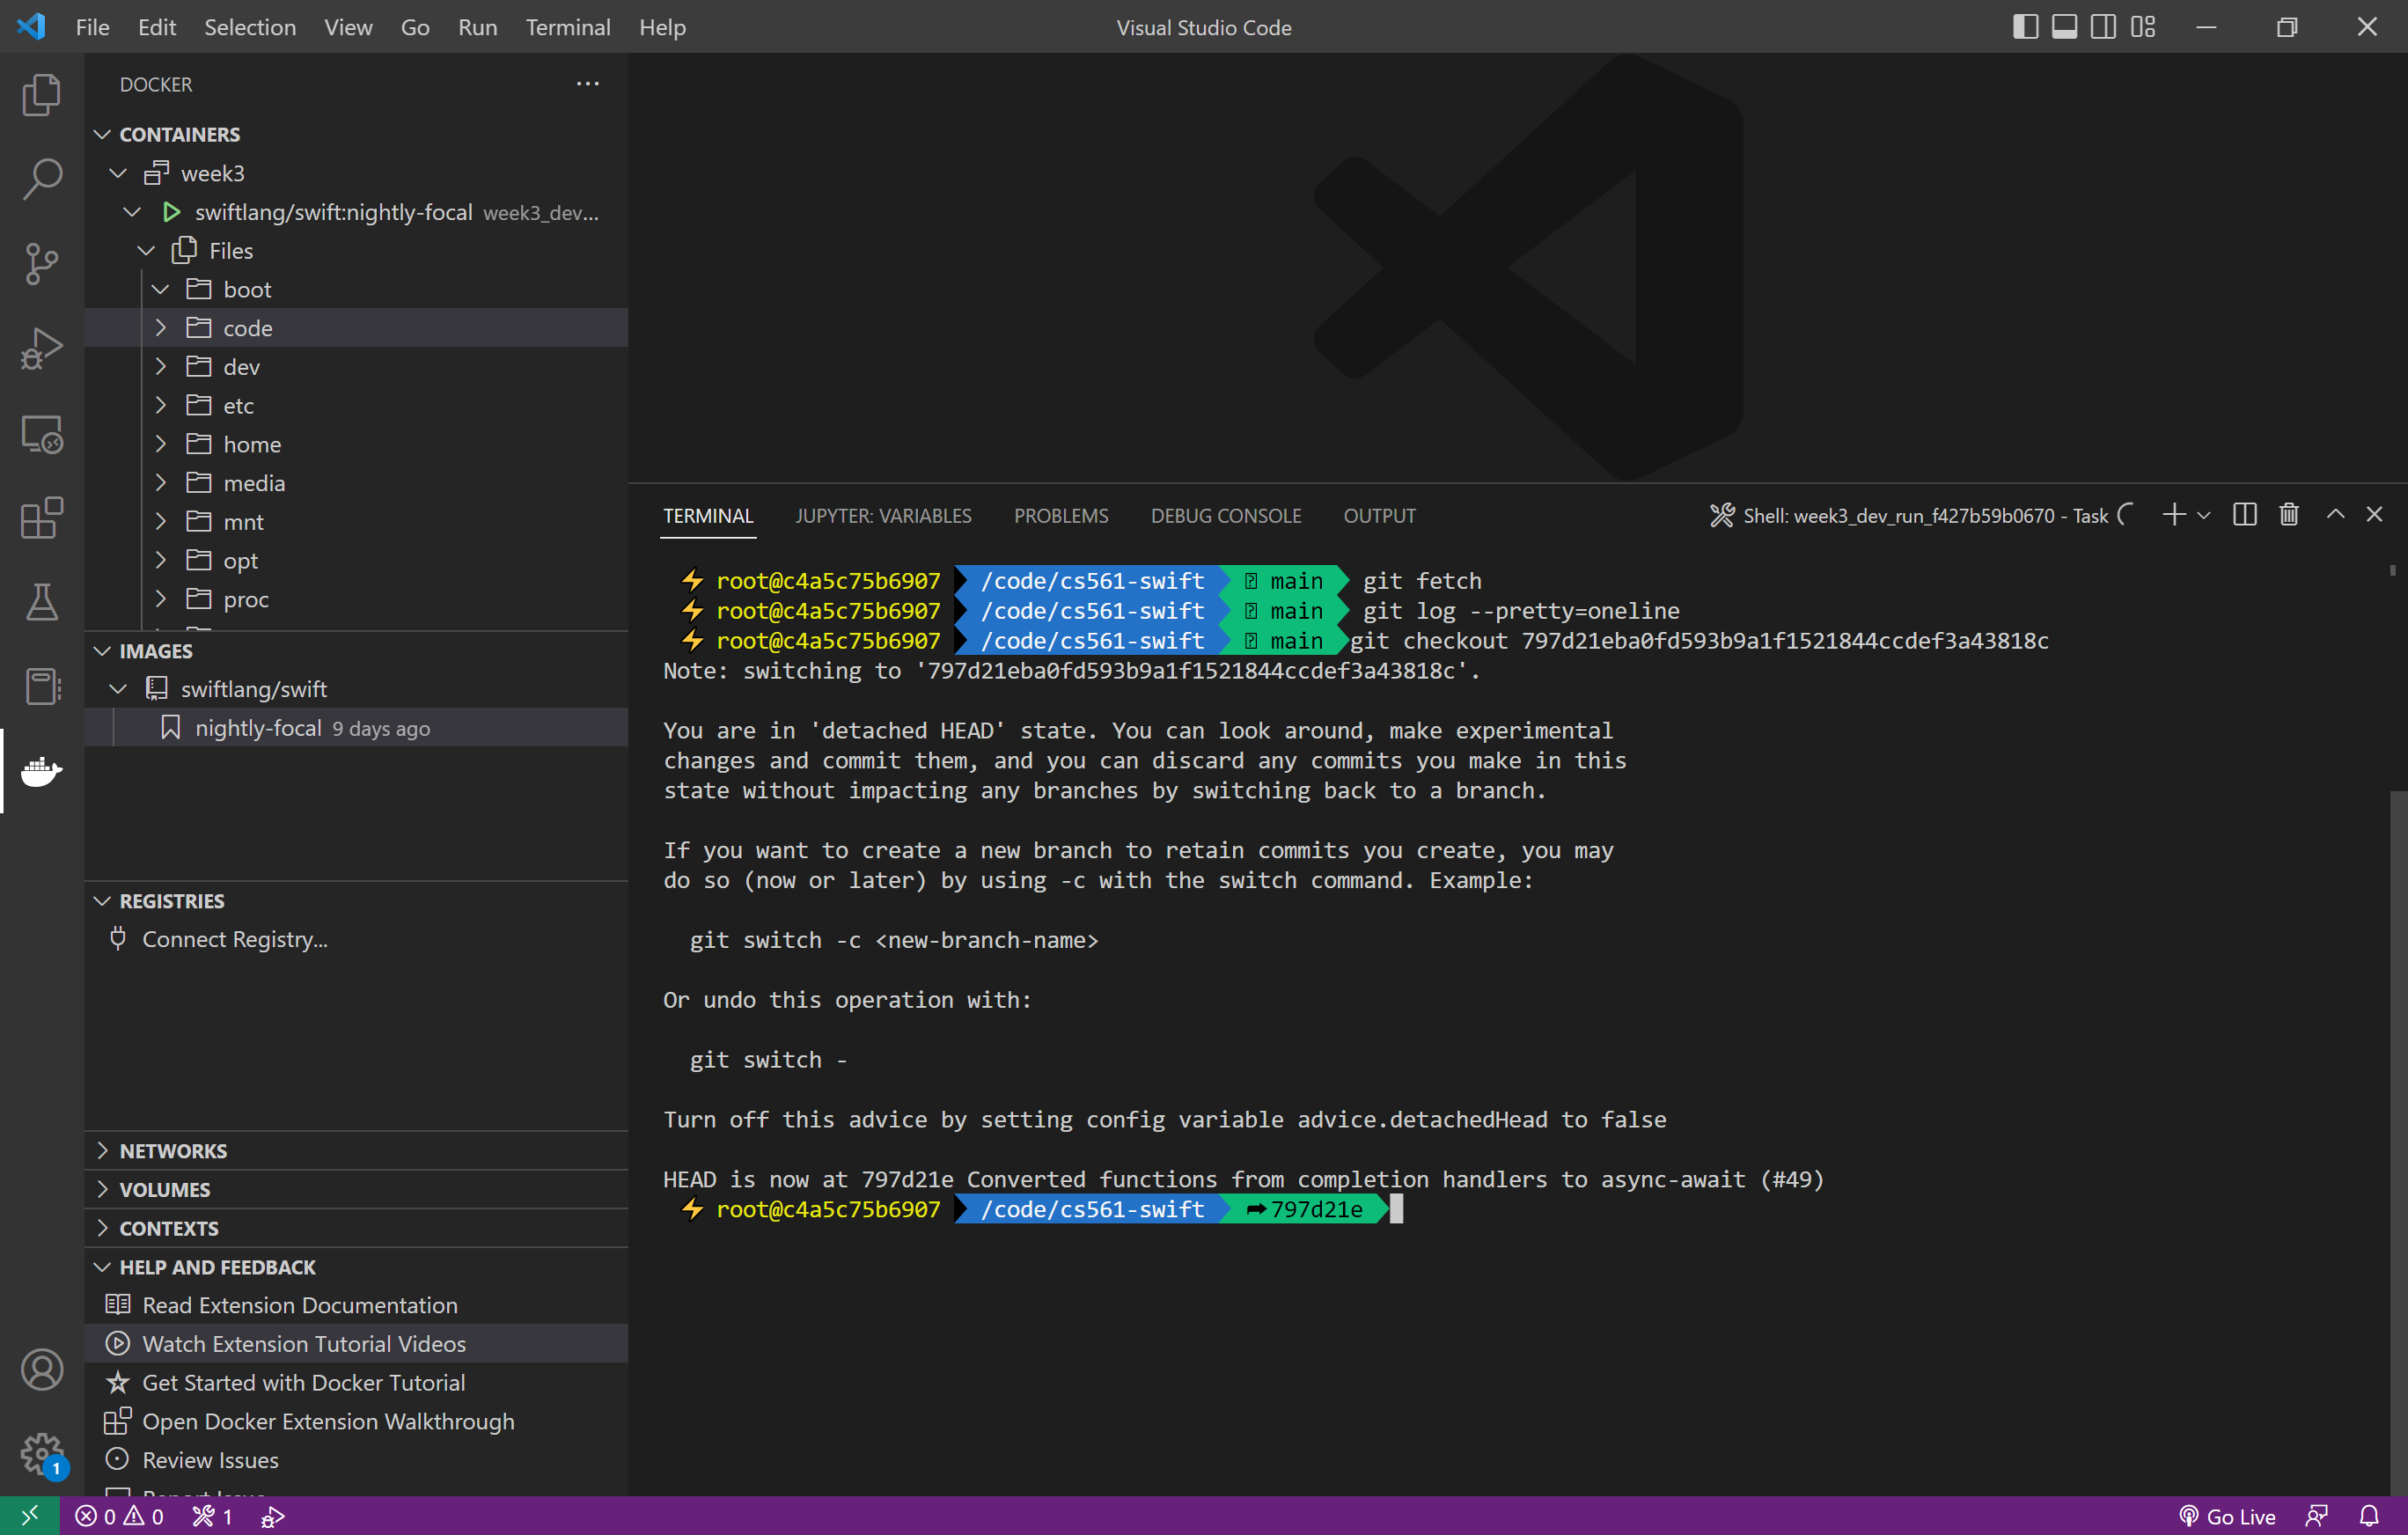 File Edit Selection View Go Run Terminal Help
Visual Studio Code
DOCKER
CONTAINERS
week3
swiftlang/swift:nightly-focal week3_dev...
Files
boot
code
dev
etc
home
media
mnt
opt
proc
IMAGES
swiftlang/swift
nightly-focal 9 days ago
REGISTRIES
Connect Registry...
NETWORKS
VOLUMES
CONTEXTS
HELP AND FEEDBACK
Read Extension Documentation
Watch Extension Tutorial Videos
Get Started with Docker Tutorial
Open Docker Extension Walkthrough
Review Issues
Report Issue
TERMINAL JUPYTER: VARIABLES PROBLEMS DEBUG CONSOLE OUTPUT
Shell: week3_dev_run_f427b59b0670 - Task
root@c4a5c75b6907 /code/cs561-swift main git fetch
root@c4a5c75b6907 /code/cs561-swift main git log --pretty=oneline
root@c4a5c75b6907 /code/cs561-swift main git checkout 797d21eba0fd593b9a1f1521844ccdef3a43818c
Note: switching to '797d21eba0fd593b9a1f1521844ccdef3a43818c'.
You are in 'detached HEAD' state. You can look around, make experimental
changes and commit them, and you can discard any commits you make in this
state without impacting any branches by switching back to a branch.
If you want to create a new branch to retain commits you create, you may
do so (now or later) by using -c with the switch command. Example:
git switch -c <new-branch-name>
Or undo this operation with:
git switch -
Turn off this advice by setting config variable advice.detachedHead to false
HEAD is now at 797d21e Converted functions from completion handlers to async-await (#49)
root@c4a5c75b6907 /code/cs561-swift ➦797d21e
1
0 0 1
Go Live